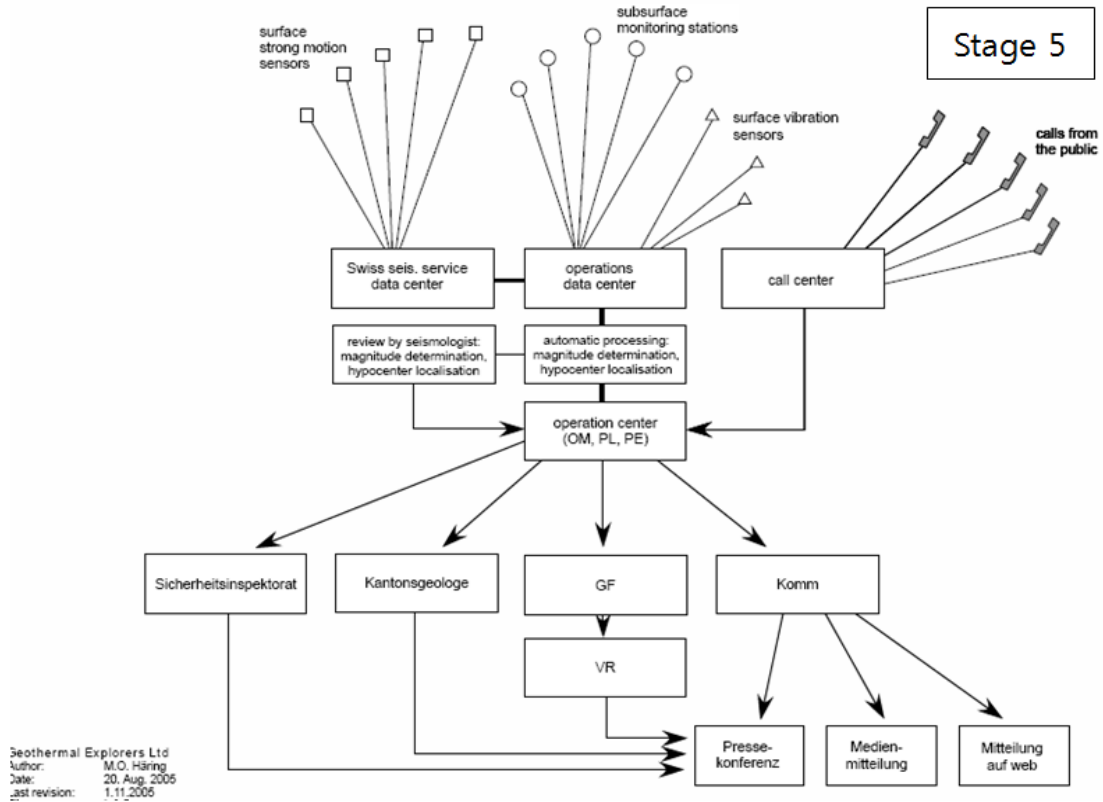 surface
strong motion
sensors
subsurface
monitoring stations
Stage 5
surface vibration
sensors
calls from
the public
Swiss seis. service
data center
operations
data center
call center
review by seismologist:
magnitude determination,
hypocenter localisation
automatic processing:
magnitude determination,
hypocenter localisation
operation center
(OM, PL, PE)
Sicherheitsinspektorat
Kantonsgeologe
GF
Komm
VR
Presse-
konferenz
Medien-
mitteilung
Mitteilung
auf web
Geothermal Explorers Ltd
Author: M.O. Häring
Date: 20. Aug. 2005
Last revision: 1.11.2005